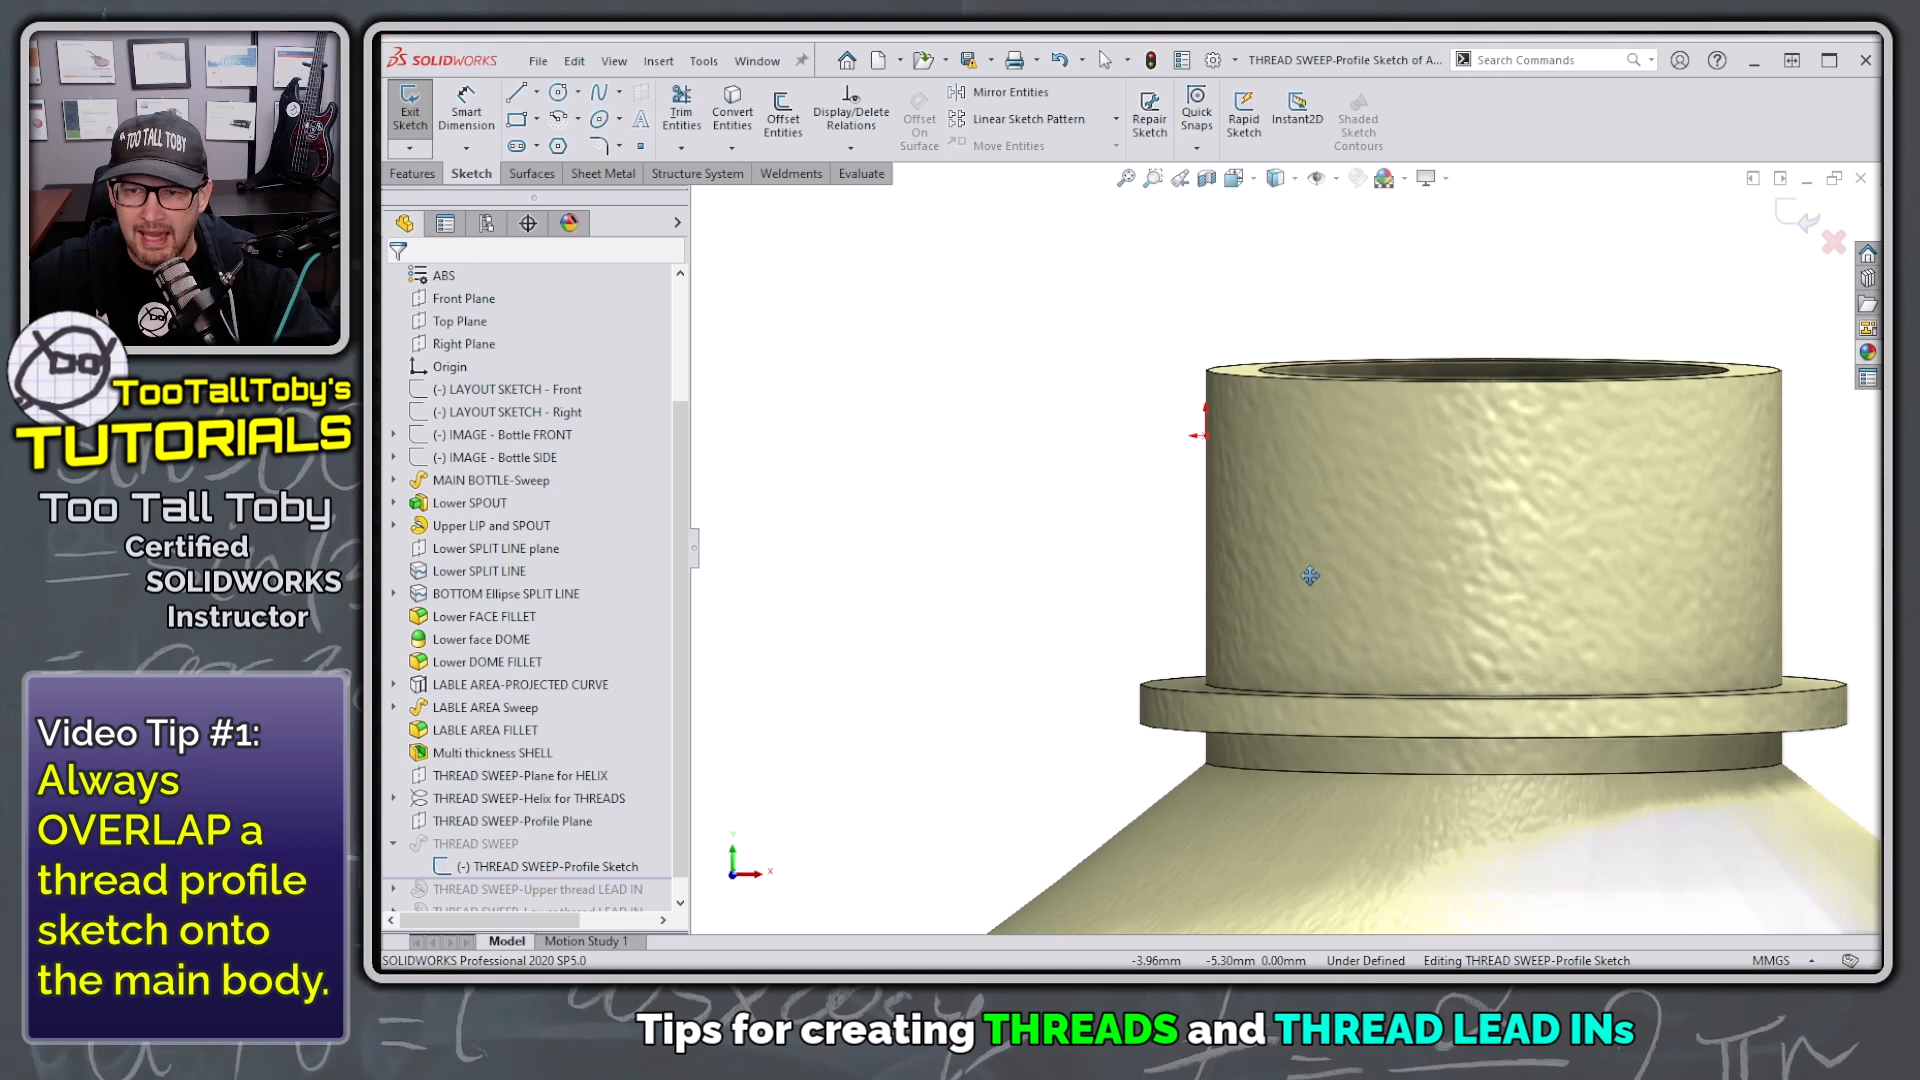 SOLIDWORKS
File Edit View Insert Tools Window
THREAD SWEEP-Profile Sketch of A...
Search Commands
Exit Sketch
Smart Dimension
Trim Entities
Convert Entities
Offset Entities
Display/Delete Relations
Offset On Surface
Mirror Entities
Linear Sketch Pattern
Move Entities
Repair Sketch
Quick Snaps
Rapid Sketch
Instant2D
Shaded Sketch Contours
Features Sketch Surfaces Sheet Metal Structure System Weldments Evaluate
ABS
Front Plane
Top Plane
Right Plane
Origin
(-) LAYOUT SKETCH - Front
(-) LAYOUT SKETCH - Right
(-) IMAGE - Bottle FRONT
(-) IMAGE - Bottle SIDE
MAIN BOTTLE-Sweep
Lower SPOUT
Upper LIP and SPOUT
Lower SPLIT LINE plane
Lower SPLIT LINE
BOTTOM Ellipse SPLIT LINE
Lower FACE FILLET
Lower face DOME
Lower DOME FILLET
LABLE AREA-PROJECTED CURVE
LABLE AREA Sweep
LABLE AREA FILLET
Multi thickness SHELL
THREAD SWEEP-Plane for HELIX
THREAD SWEEP-Helix for THREADS
THREAD SWEEP-Profile Plane
THREAD SWEEP
(-) THREAD SWEEP-Profile Sketch
THREAD SWEEP-Upper thread LEAD IN
THREAD SWEEP-Lower thread LEAD IN
Model Motion Study 1
SOLIDWORKS Professional 2020 SP5.0
-3.96mm -5.30mm 0.00mm Under Defined Editing THREAD SWEEP-Profile Sketch MMGS
Y
X
TOO TALL TOBY
TooTallToby's
TUTORIALS
Too Tall Toby
Certified
SOLIDWORKS
Instructor
Video Tip #1:
Always
OVERLAP a
thread profile
sketch onto
the main body.
Tips for creating THREADS and THREAD LEAD INs